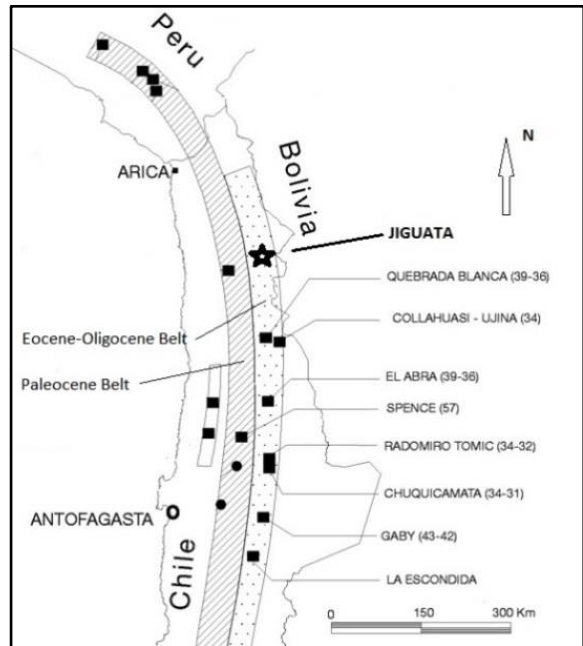 Peru
N
ARICA
Bolivia
JIGUATA
QUEBRADA BLANCA (39-36)
COLLAHUASI - UJINA (34)
Eocene-Oligocene Belt
EL ABRA (39-36)
Paleocene Belt
SPENCE (57)
RADOMIRO TOMIC (34-32)
CHUQUICAMATA (34-31)
ANTOFAGASTA
GABY (43-42)
Chile
LA ESCONDIDA
0 150 300 Km